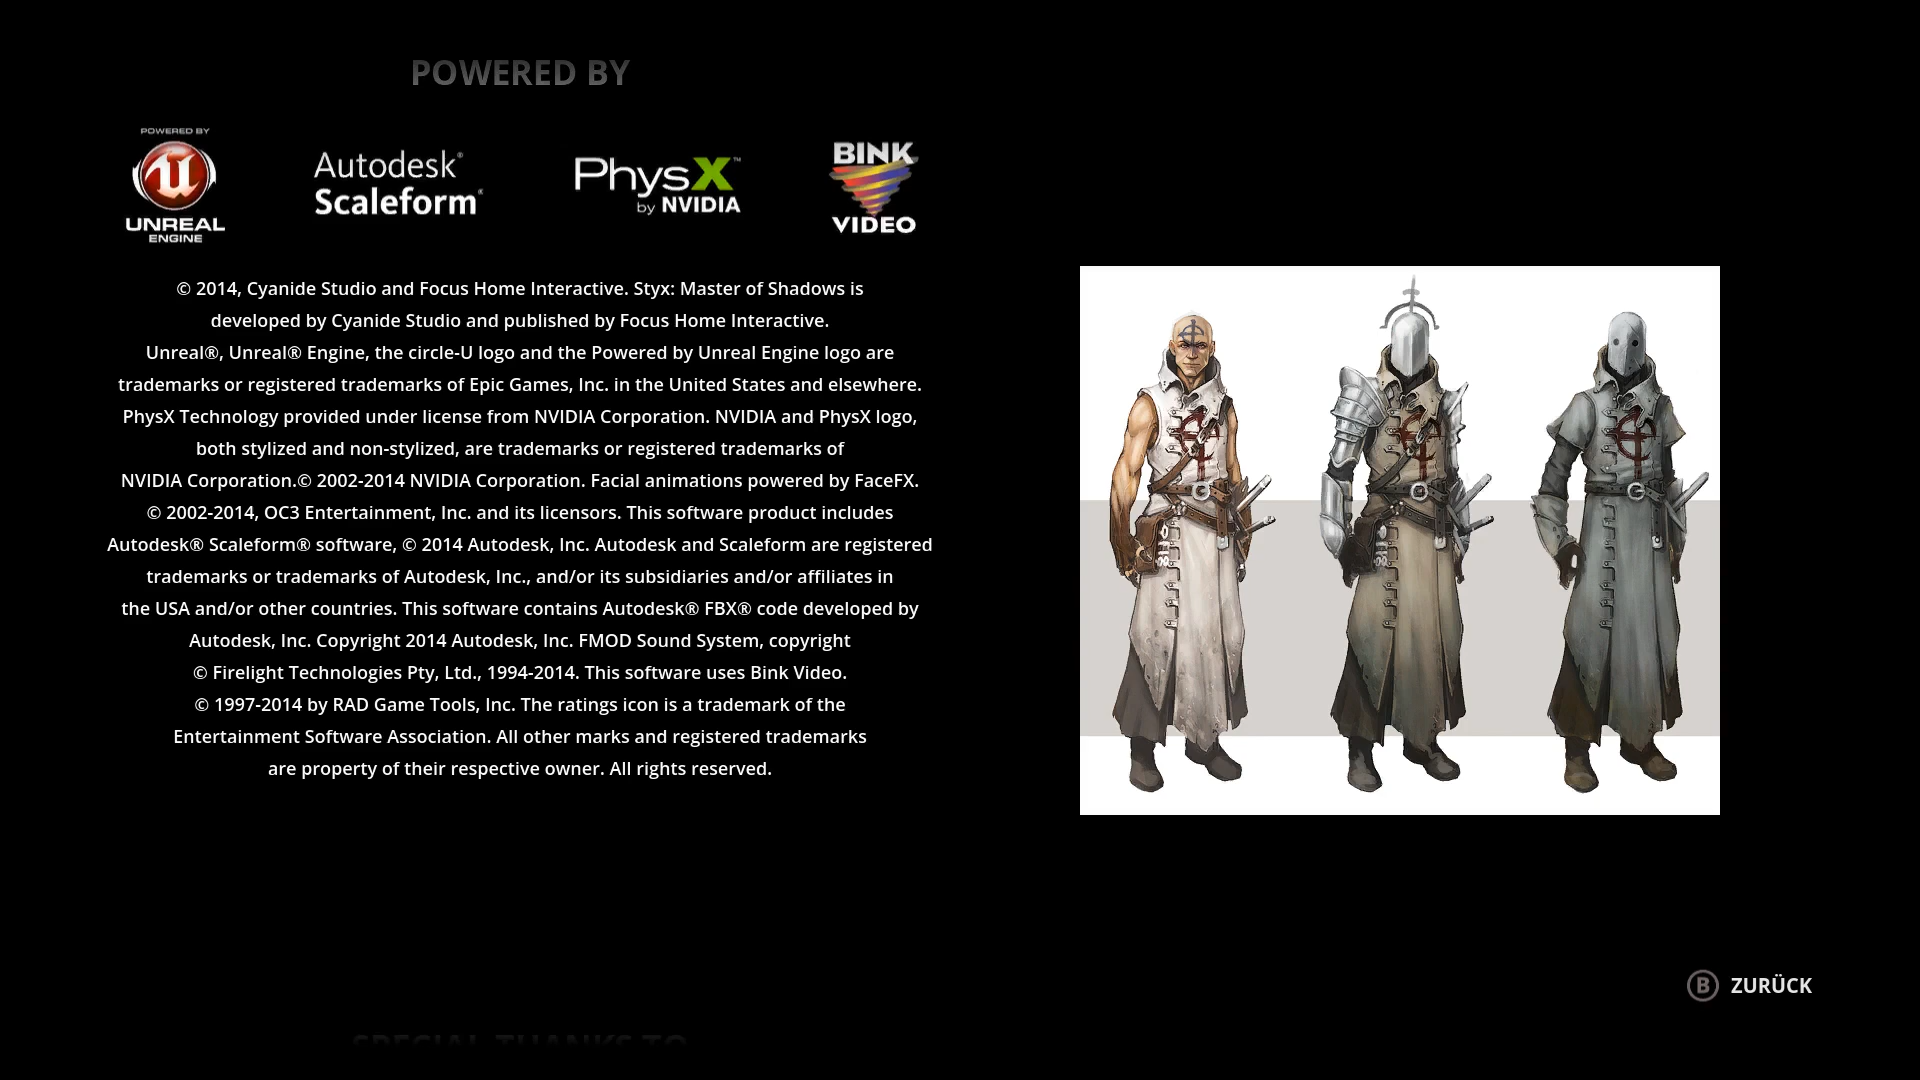 POWERED BY
POWERED BY
UNREAL
ENGINE
Autodesk®
Scaleform®
PhysX™
by NVIDIA
BINK
VIDEO
© 2014, Cyanide Studio and Focus Home Interactive. Styx: Master of Shadows is
developed by Cyanide Studio and published by Focus Home Interactive.
Unreal®, Unreal® Engine, the circle-U logo and the Powered by Unreal Engine logo are
trademarks or registered trademarks of Epic Games, Inc. in the United States and elsewhere.
PhysX Technology provided under license from NVIDIA Corporation. NVIDIA and PhysX logo,
both stylized and non-stylized, are trademarks or registered trademarks of
NVIDIA Corporation.© 2002-2014 NVIDIA Corporation. Facial animations powered by FaceFX.
© 2002-2014, OC3 Entertainment, Inc. and its licensors. This software product includes
Autodesk® Scaleform® software, © 2014 Autodesk, Inc. Autodesk and Scaleform are registered
trademarks or trademarks of Autodesk, Inc., and/or its subsidiaries and/or affiliates in
the USA and/or other countries. This software contains Autodesk® FBX® code developed by
Autodesk, Inc. Copyright 2014 Autodesk, Inc. FMOD Sound System, copyright
© Firelight Technologies Pty, Ltd., 1994-2014. This software uses Bink Video.
© 1997-2014 by RAD Game Tools, Inc. The ratings icon is a trademark of the
Entertainment Software Association. All other marks and registered trademarks
are property of their respective owner. All rights reserved.
B ZURÜCK
SPECIAL THANKS TO